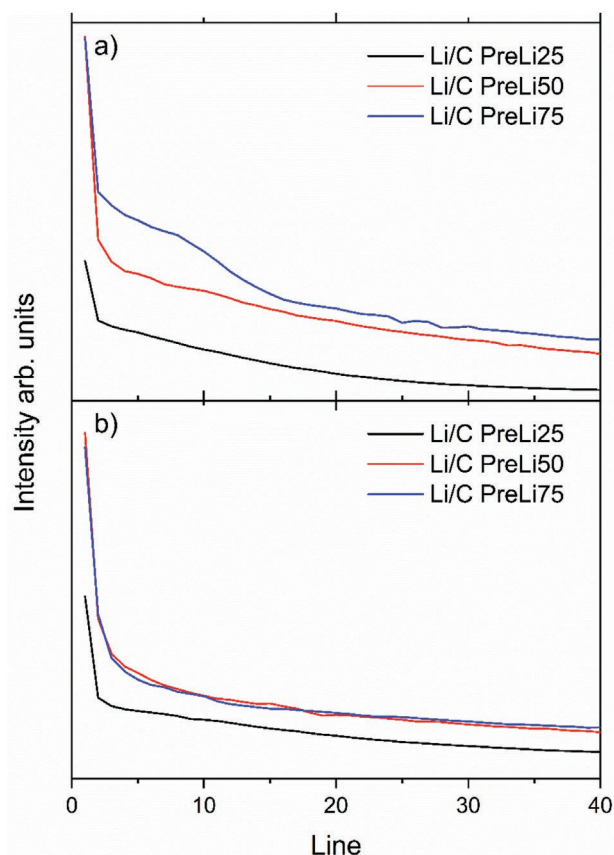 a)
Li/C PreLi25
Li/C PreLi50
Li/C PreLi75
Intensity arb. units
b)
Li/C PreLi25
Li/C PreLi50
Li/C PreLi75
0 10 20 30 40
Line